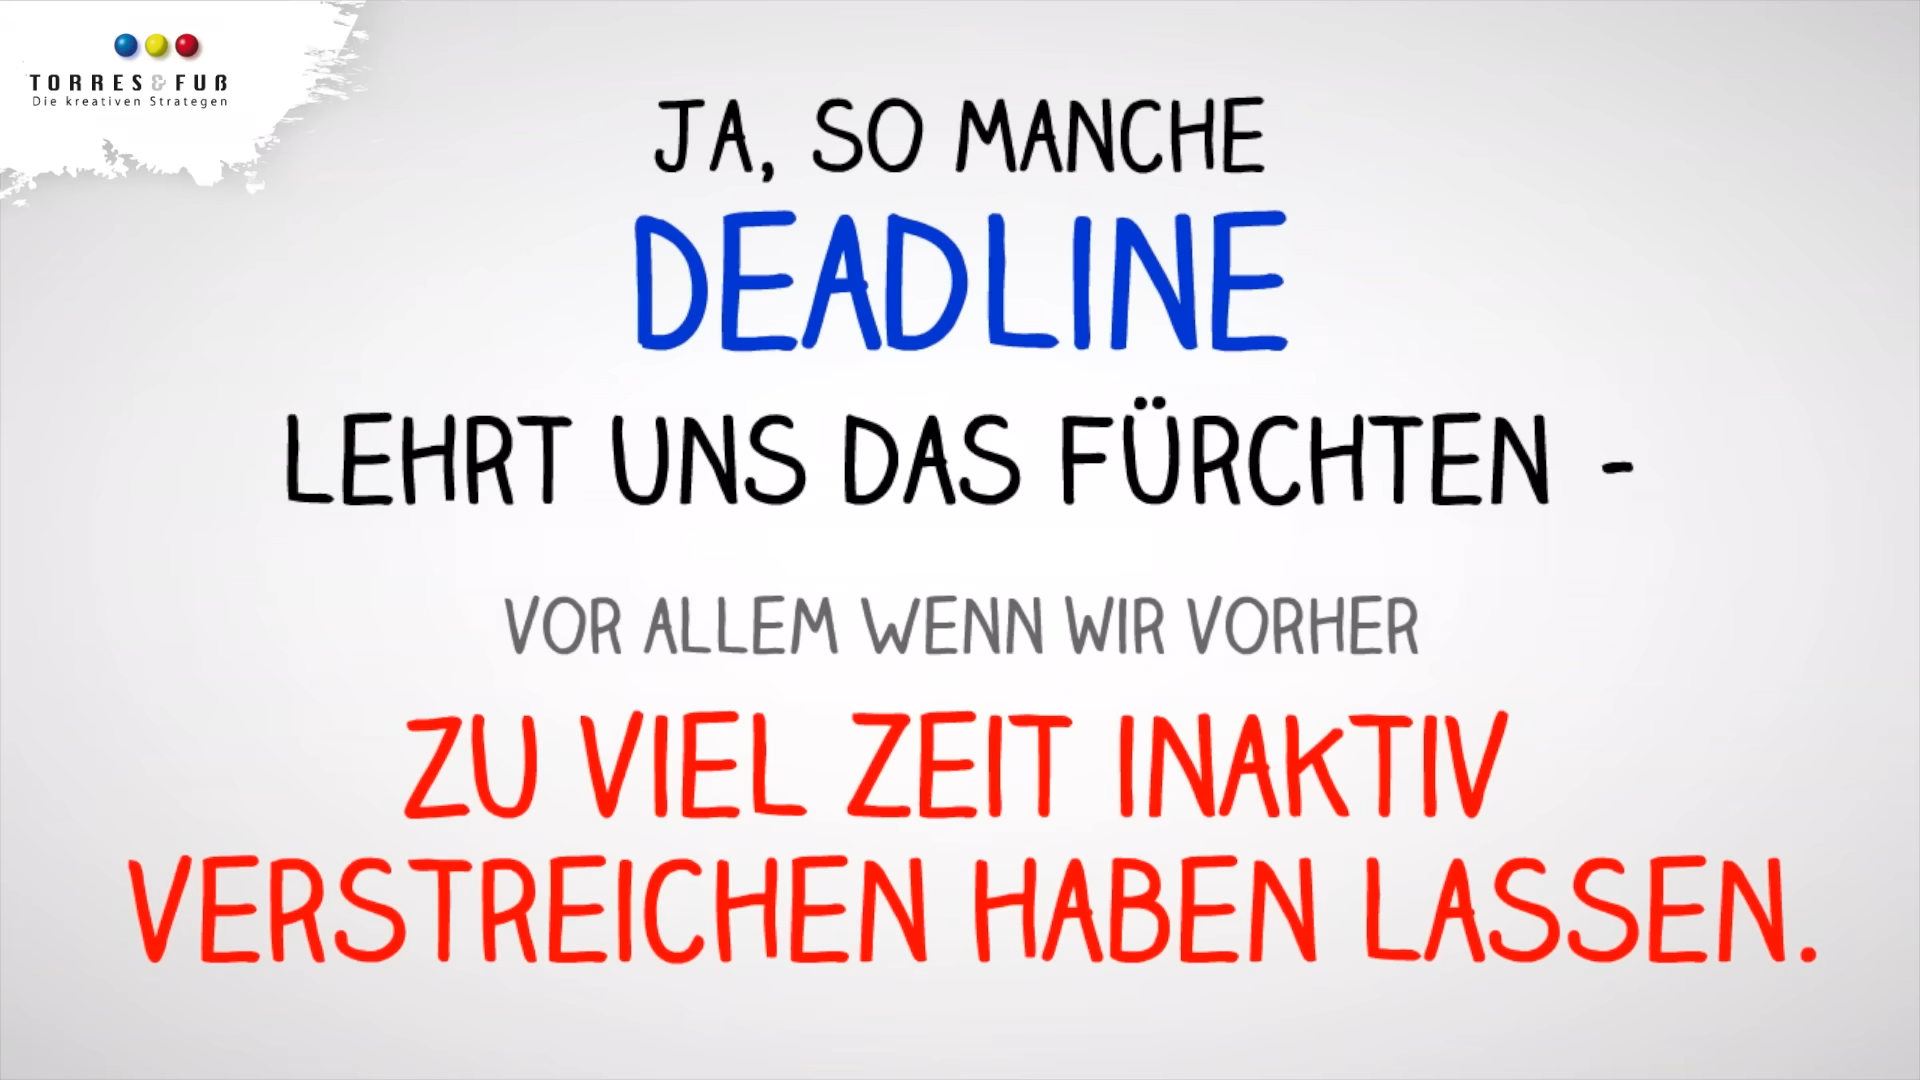 TORRES&FUß
Die kreativen Strategen
JA, SO MANCHE
DEADLINE
LEHRT UNS DAS FÜRCHTEN -
VOR ALLEM WENN WIR VORHER
ZU VIEL ZEIT INAKTIV
VERSTREICHEN HABEN LASSEN.